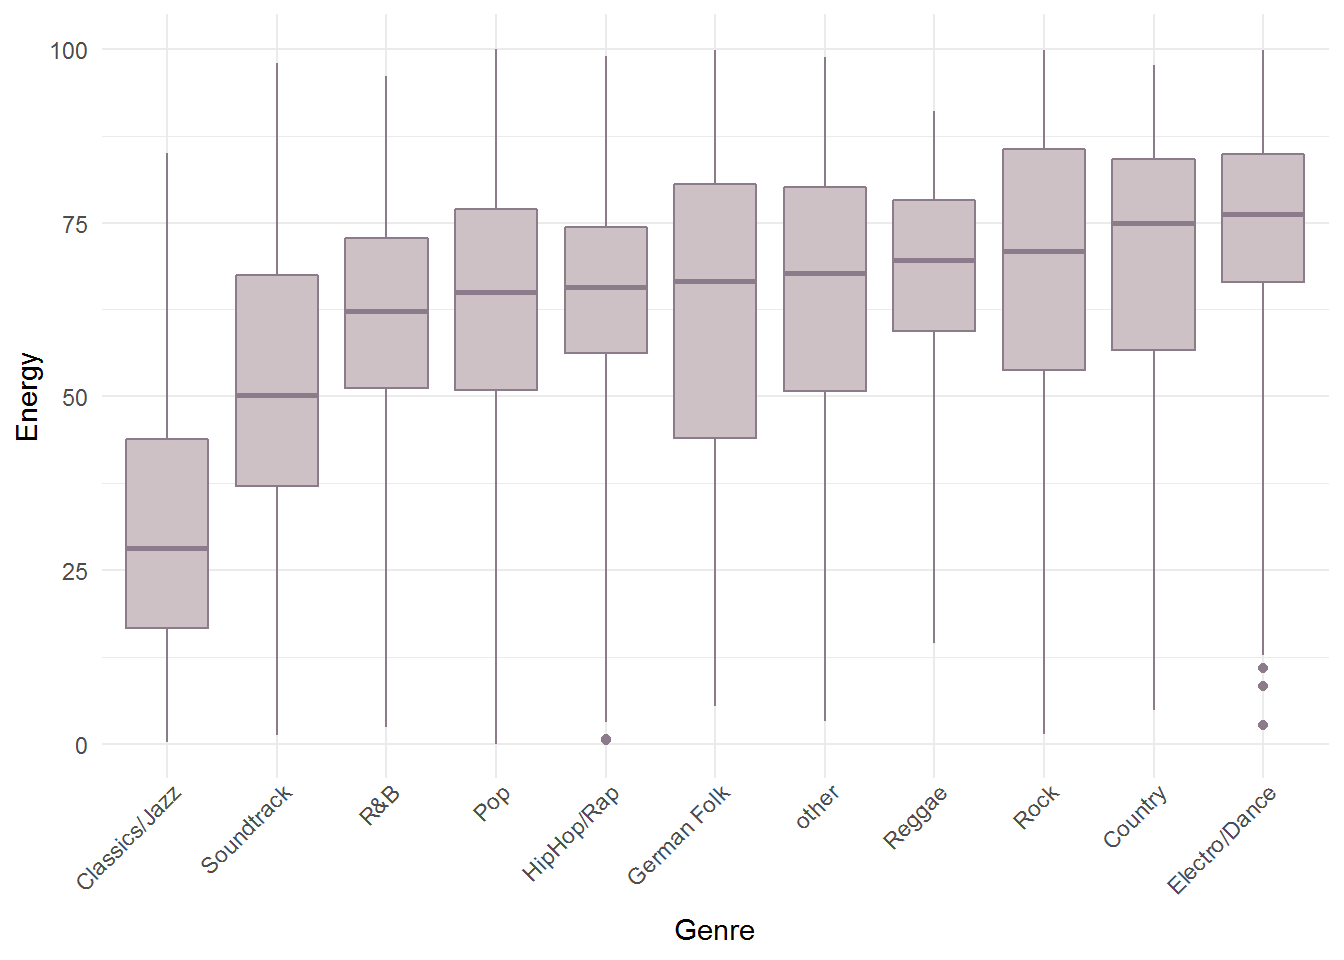 100
75
50
25
0
Energy
Classics/Jazz
Soundtrack
R&B
Pop
HipHop/Rap
German Folk
other
Reggae
Rock
Country
Electro/Dance
Genre